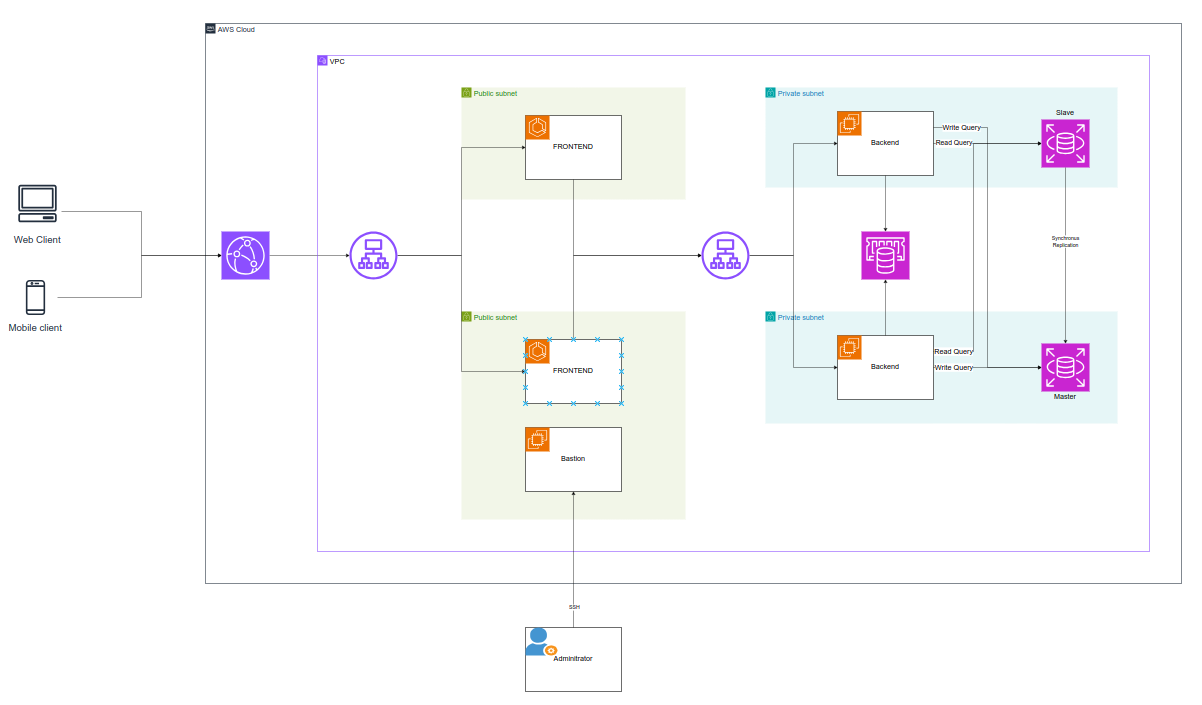 AWS Cloud
VPC
Public subnet
FRONTEND
Private subnet
Backend
Write Query
Read Query
Slave
Web Client
Mobile client
Synchronus
Replication
Public subnet
FRONTEND
Bastion
Private subnet
Backend
Read Query
Write Query
Master
SSH
Adminitrator